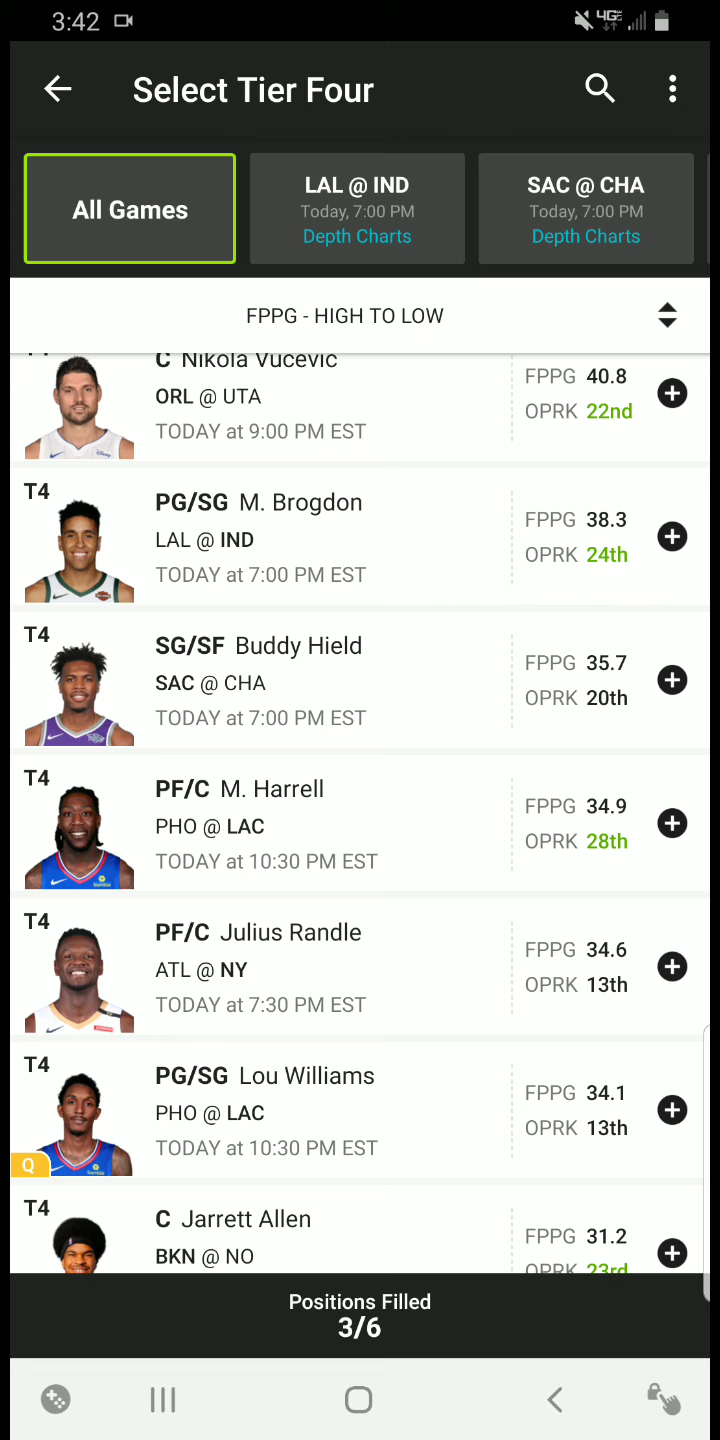 3:42
4G
Select Tier Four
All Games
LAL @ IND
Today, 7:00 PM
Depth Charts
SAC @ CHA
Today, 7:00 PM
Depth Charts
FPPG - HIGH TO LOW
T4
C Nikola Vucevic
ORL @ UTA
TODAY at 9:00 PM EST
FPPG 40.8
OPRK 22nd
T4
PG/SG M. Brogdon
LAL @ IND
TODAY at 7:00 PM EST
FPPG 38.3
OPRK 24th
T4
SG/SF Buddy Hield
SAC @ CHA
TODAY at 7:00 PM EST
FPPG 35.7
OPRK 20th
T4
PF/C M. Harrell
PHO @ LAC
TODAY at 10:30 PM EST
FPPG 34.9
OPRK 28th
T4
PF/C Julius Randle
ATL @ NY
TODAY at 7:30 PM EST
FPPG 34.6
OPRK 13th
T4
PG/SG Lou Williams
PHO @ LAC
TODAY at 10:30 PM EST
FPPG 34.1
OPRK 13th
Q
T4
C Jarrett Allen
BKN @ NO
FPPG 31.2
OPRK 23rd
Positions Filled
3/6